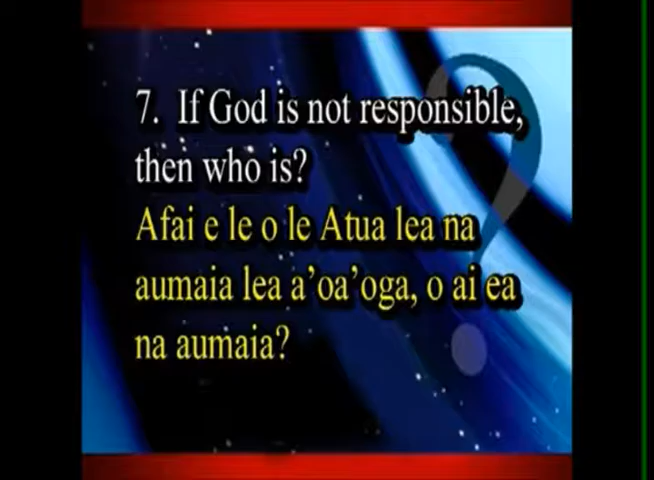 7. If God is not responsible,
then who is?
Afai e le o le Atua lea na
aumaia lea a'oa'oga, o ai ea
na aumaia?